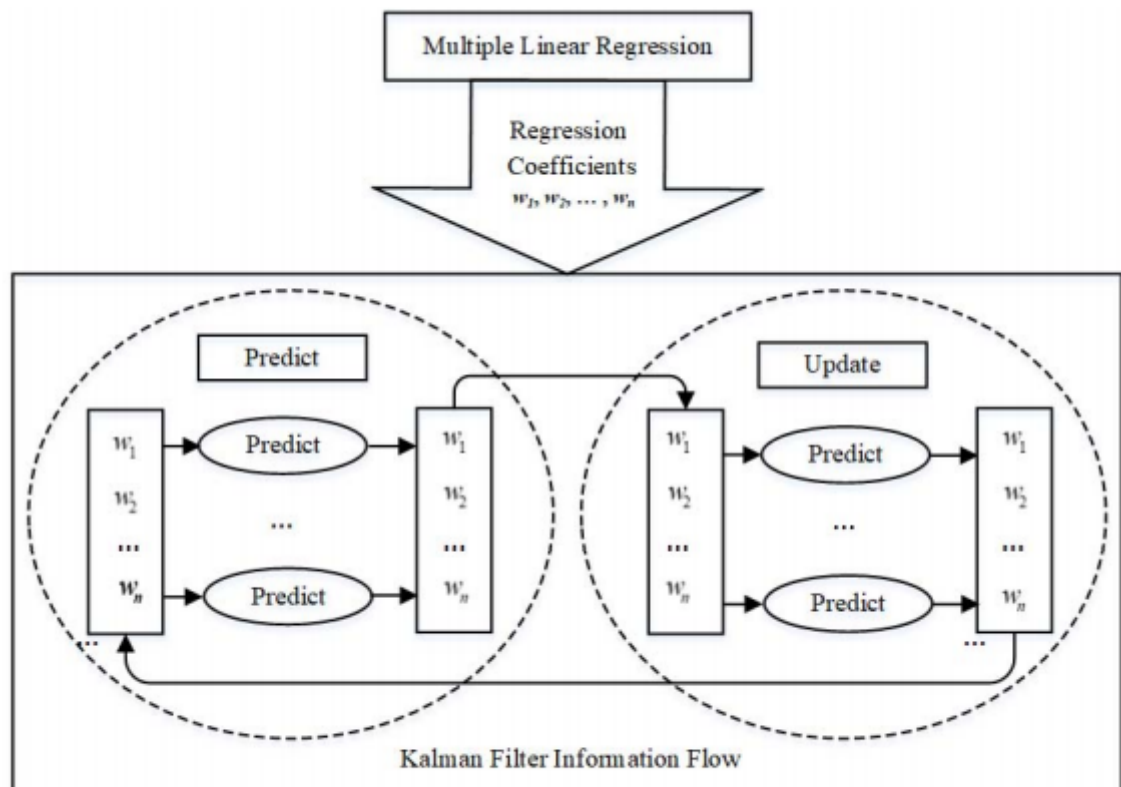 Multiple Linear Regression
Regression
Coefficients
w₁, w₂, ... , wₙ
Predict
w₁
w₂
...
wₙ
...
Predict
...
Predict
w₁
w₂
...
wₙ
Update
w₁
w₂
...
wₙ
Predict
...
Predict
w₁
w₂
...
wₙ
...
Kalman Filter Information Flow